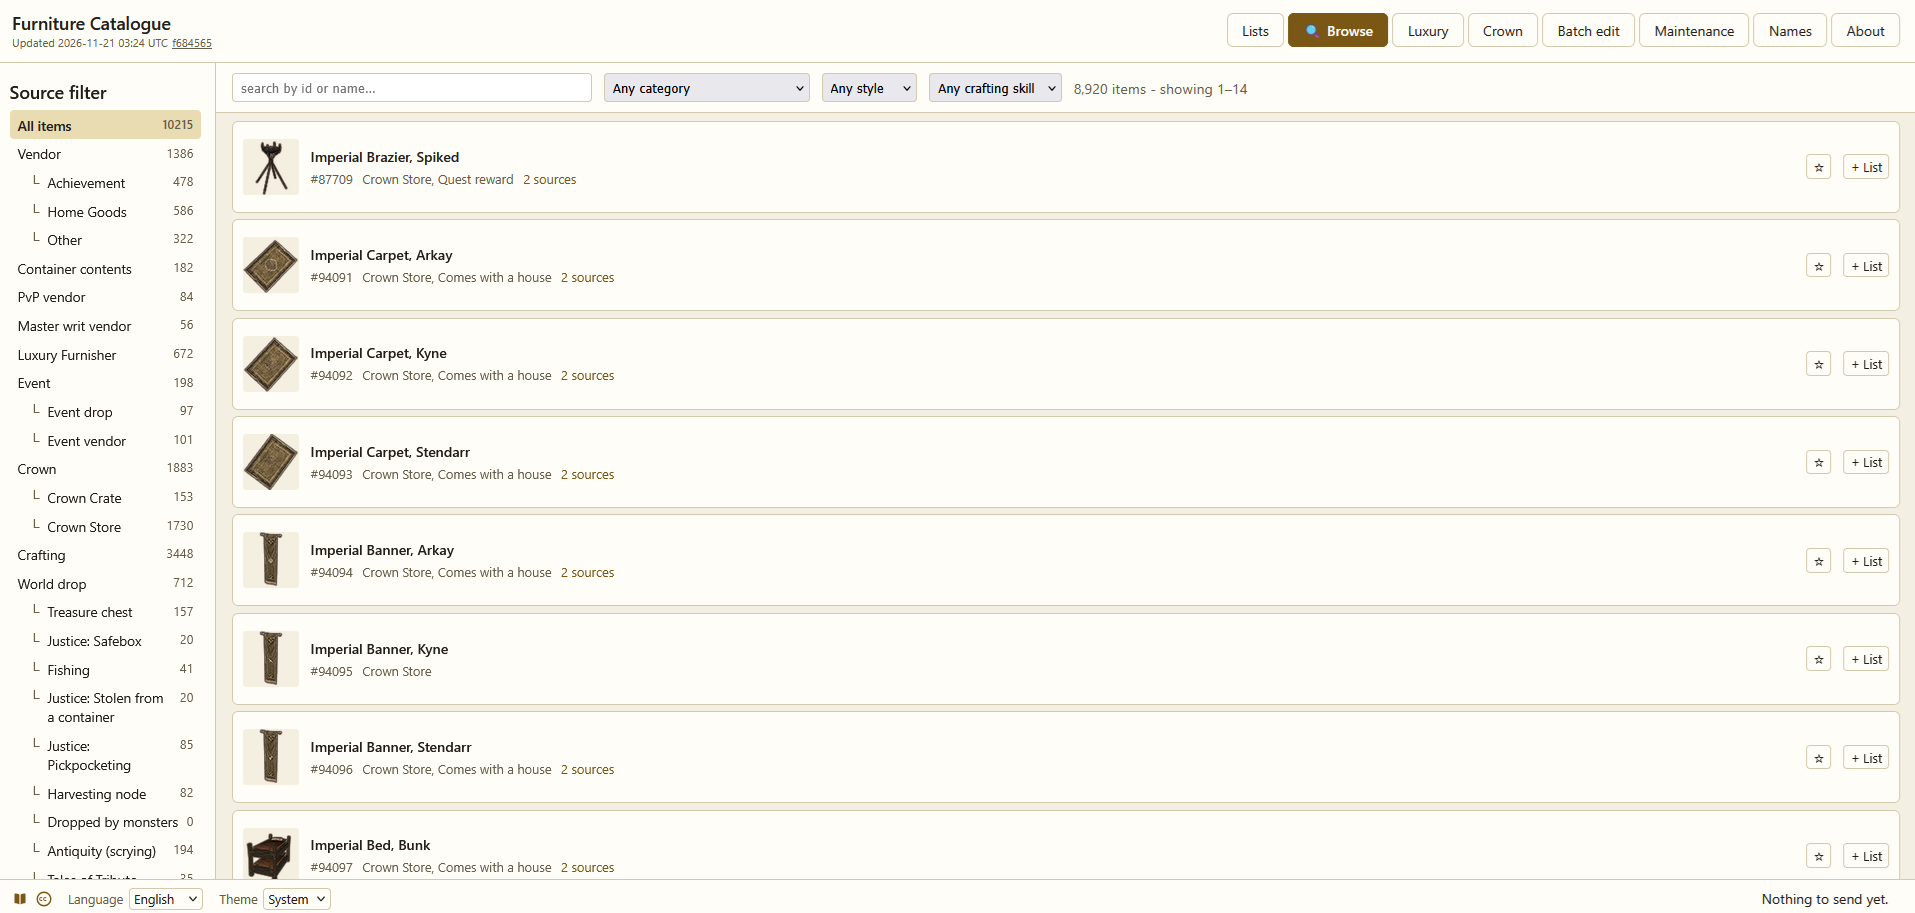 Furniture Catalogue
Updated 2026-11-21 03:24 UTC f684565
Lists
Browse
Luxury
Crown
Batch edit
Maintenance
Names
About
Source filter
All items 10215
Vendor 1386
Achievement 478
Home Goods 586
Other 322
Container contents 182
PvP vendor 84
Master writ vendor 56
Luxury Furnisher 672
Event 198
Event drop 97
Event vendor 101
Crown 1883
Crown Crate 153
Crown Store 1730
Crafting 3448
World drop 712
Treasure chest 157
Justice: Safebox 20
Fishing 41
Justice: Stolen from 20
a container
Justice: 85
Pickpocketing
Harvesting node 82
Dropped by monsters 0
Antiquity (scrying) 194
Tales of Tribute 35
search by id or name...
Any category
Any style
Any crafting skill
8,920 items - showing 1–14
Imperial Brazier, Spiked
#87709 Crown Store, Quest reward 2 sources
☆ + List
Imperial Carpet, Arkay
#94091 Crown Store, Comes with a house 2 sources
☆ + List
Imperial Carpet, Kyne
#94092 Crown Store, Comes with a house 2 sources
☆ + List
Imperial Carpet, Stendarr
#94093 Crown Store, Comes with a house 2 sources
☆ + List
Imperial Banner, Arkay
#94094 Crown Store, Comes with a house 2 sources
☆ + List
Imperial Banner, Kyne
#94095 Crown Store
☆ + List
Imperial Banner, Stendarr
#94096 Crown Store, Comes with a house 2 sources
☆ + List
Imperial Bed, Bunk
#94097 Crown Store, Comes with a house 2 sources
☆ + List
cc
Language English
Theme System
Nothing to send yet.